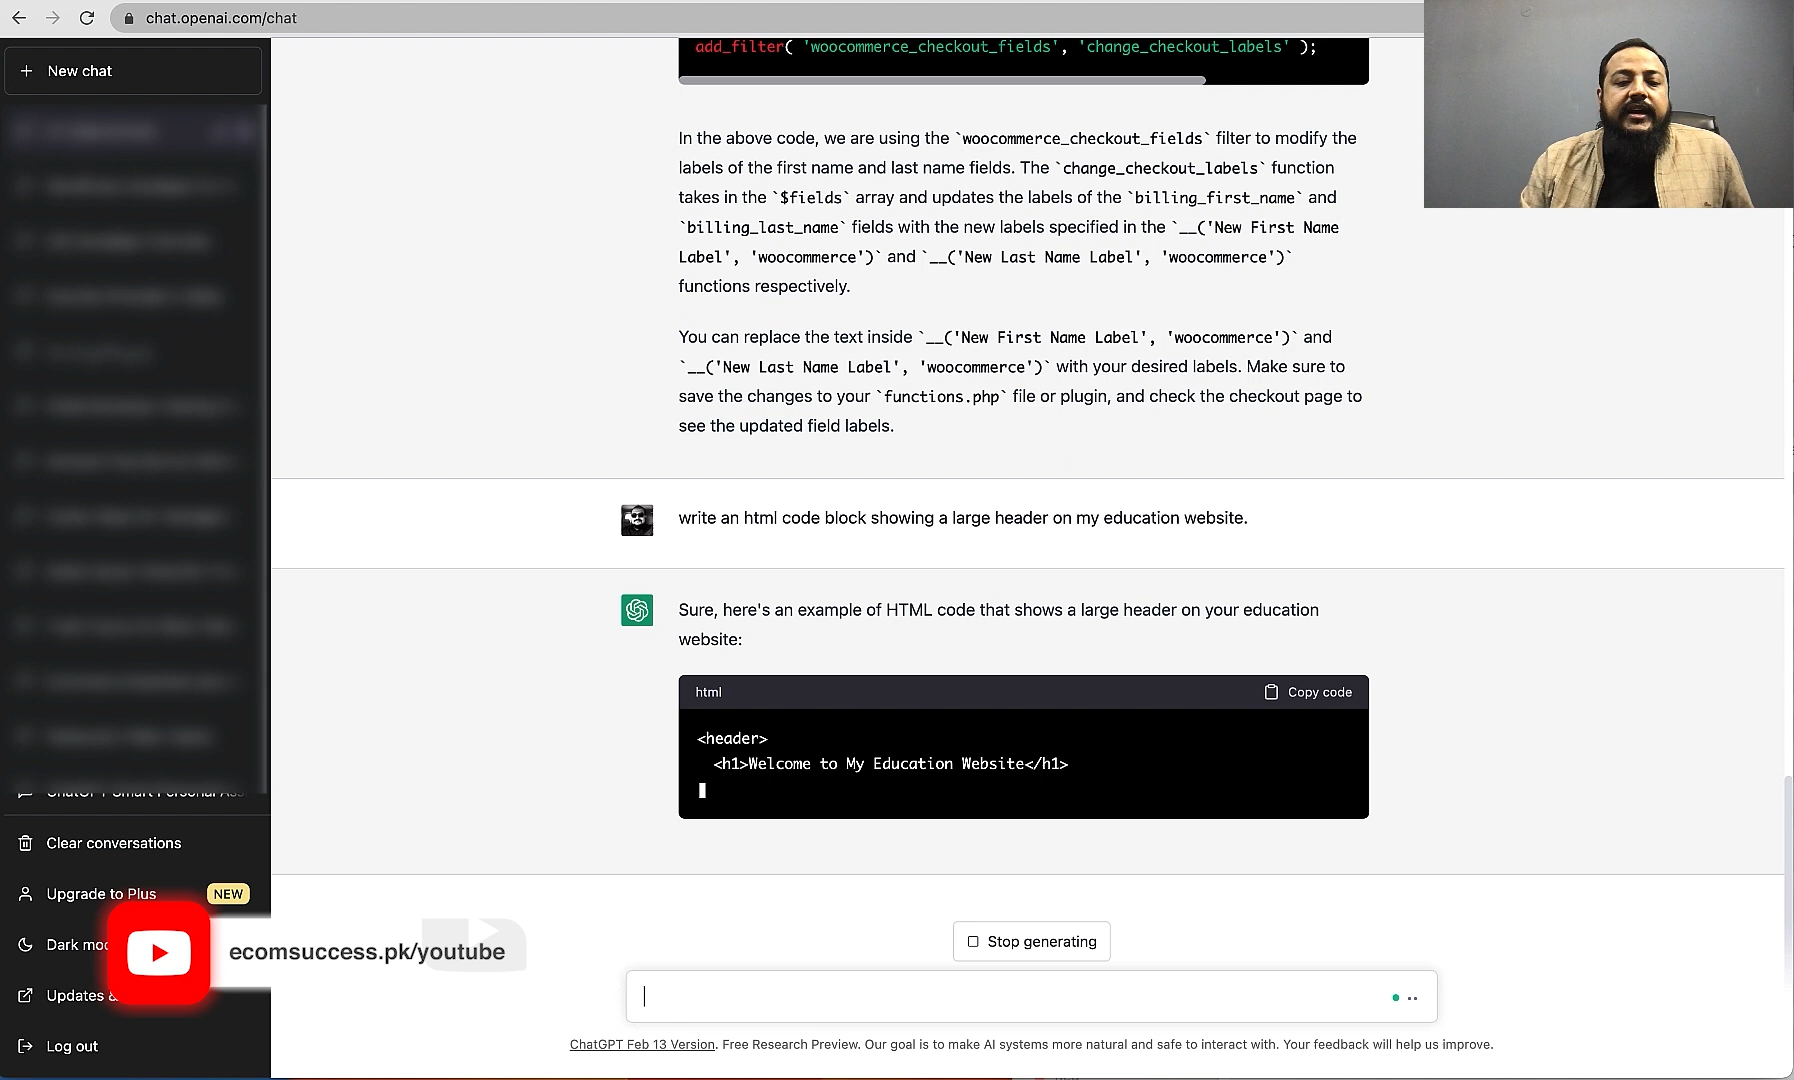 chat.openai.com/chat
New chat
Clear conversations
Upgrade to Plus
NEW
Dark
Updates
Log out
ecomsuccess.pk/youtube
add_filter( 'woocommerce_checkout_fields', 'change_checkout_labels' );
In the above code, we are using the `woocommerce_checkout_fields` filter to modify the
labels of the first name and last name fields. The `change_checkout_labels` function
takes in the `$fields` array and updates the labels of the `billing_first_name` and
`billing_last_name` fields with the new labels specified in the `__('New First Name
Label', 'woocommerce')` and `__('New Last Name Label', 'woocommerce')`
functions respectively.
You can replace the text inside `__('New First Name Label', 'woocommerce')` and
`__('New Last Name Label', 'woocommerce')` with your desired labels. Make sure to
save the changes to your `functions.php` file or plugin, and check the checkout page to
see the updated field labels.
write an html code block showing a large header on my education website.
Sure, here's an example of HTML code that shows a large header on your education
website:
html
Copy code
<header>
<h1>Welcome to My Education Website</h1>
Stop generating
ChatGPT Feb 13 Version. Free Research Preview. Our goal is to make AI systems more natural and safe to interact with. Your feedback will help us improve.